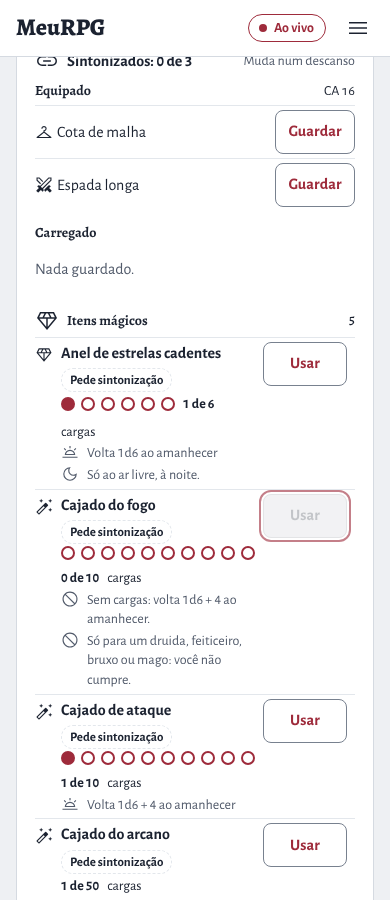 MeuRPG
Ao vivo
Sintonizados: 0 de 3
Muda num descanso
Equipado
CA 16
Cota de malha
Guardar
Espada longa
Guardar
Carregado
Nada guardado.
Itens mágicos
5
Anel de estrelas cadentes
Usar
Pede sintonização
1 de 6
cargas
Volta 1d6 ao amanhecer
Só ao ar livre, à noite.
Cajado do fogo
Usar
Pede sintonização
0 de 10 cargas
Sem cargas: volta 1d6 + 4 ao
amanhecer.
Só para um druida, feiticeiro,
bruxo ou mago: você não
cumpre.
Cajado de ataque
Usar
Pede sintonização
1 de 10 cargas
Volta 1d6 + 4 ao amanhecer
Cajado do arcano
Usar
Pede sintonização
1 de 50 cargas